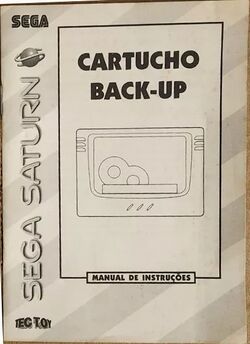 SEGA
CARTUCHO
BACK-UP
SEGA SATURN
MANUAL DE INSTRUÇÕES
TEC TOY